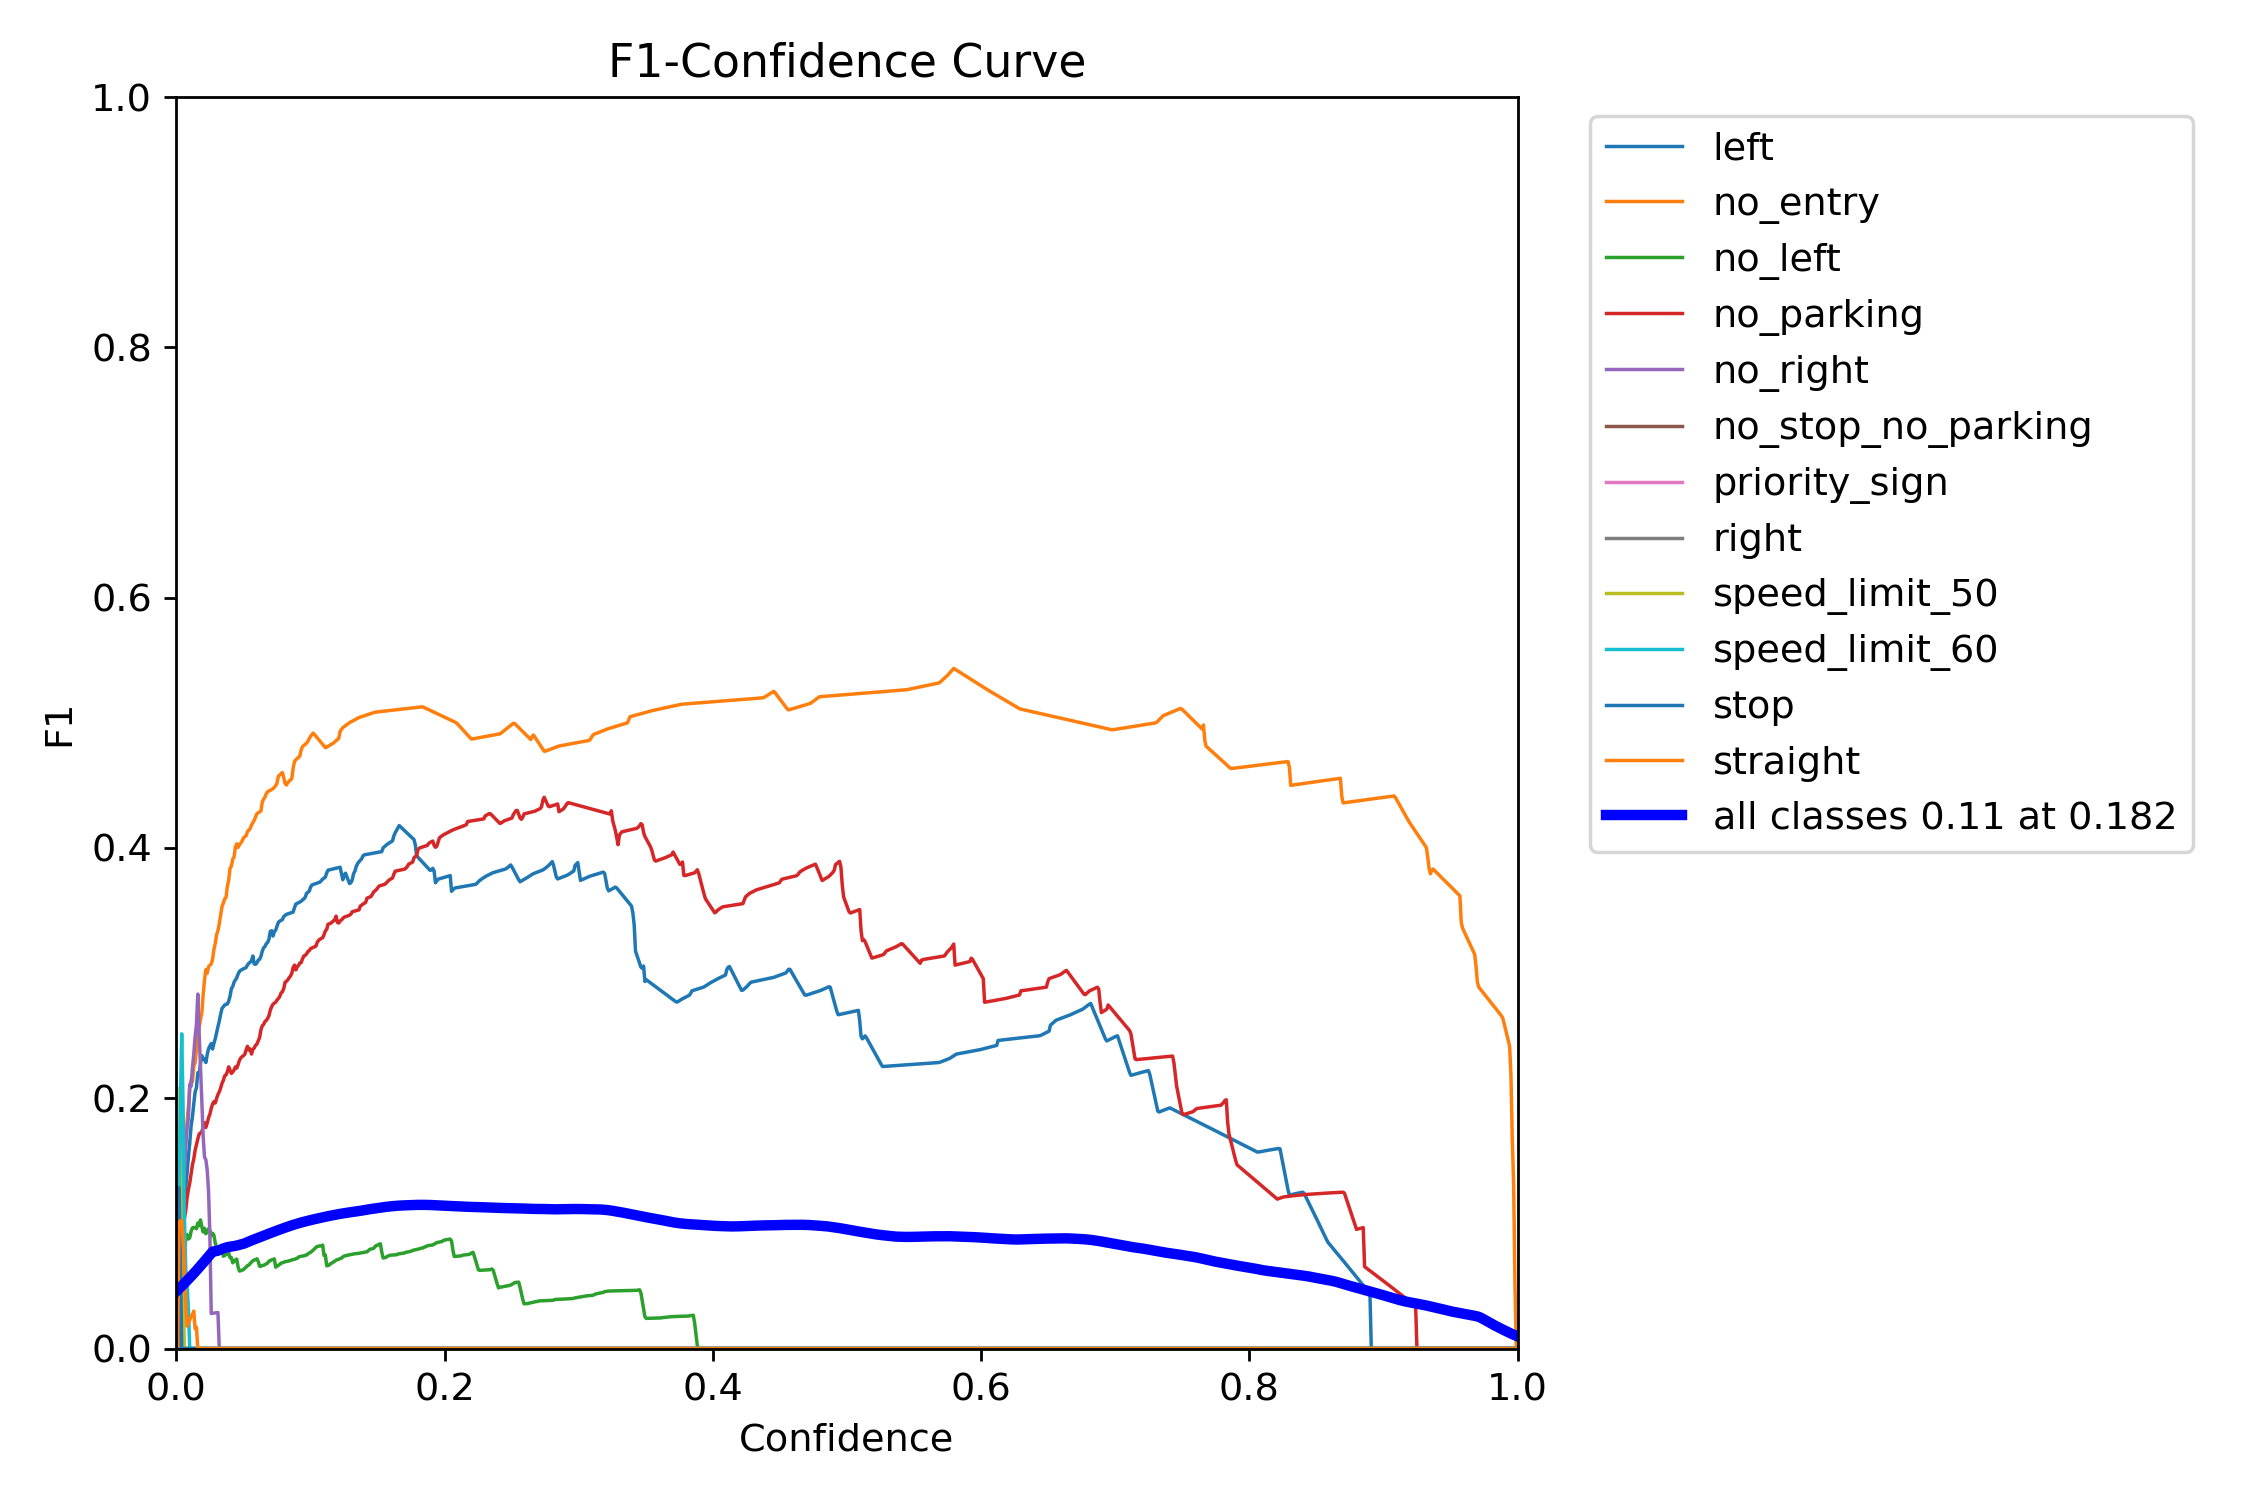 F1-Confidence Curve
1.0
0.8
0.6
0.4
0.2
0.0
F1
0.0 0.2 0.4 0.6 0.8 1.0
Confidence
left
no_entry
no_left
no_parking
no_right
no_stop_no_parking
priority_sign
right
speed_limit_50
speed_limit_60
stop
straight
all classes 0.11 at 0.182